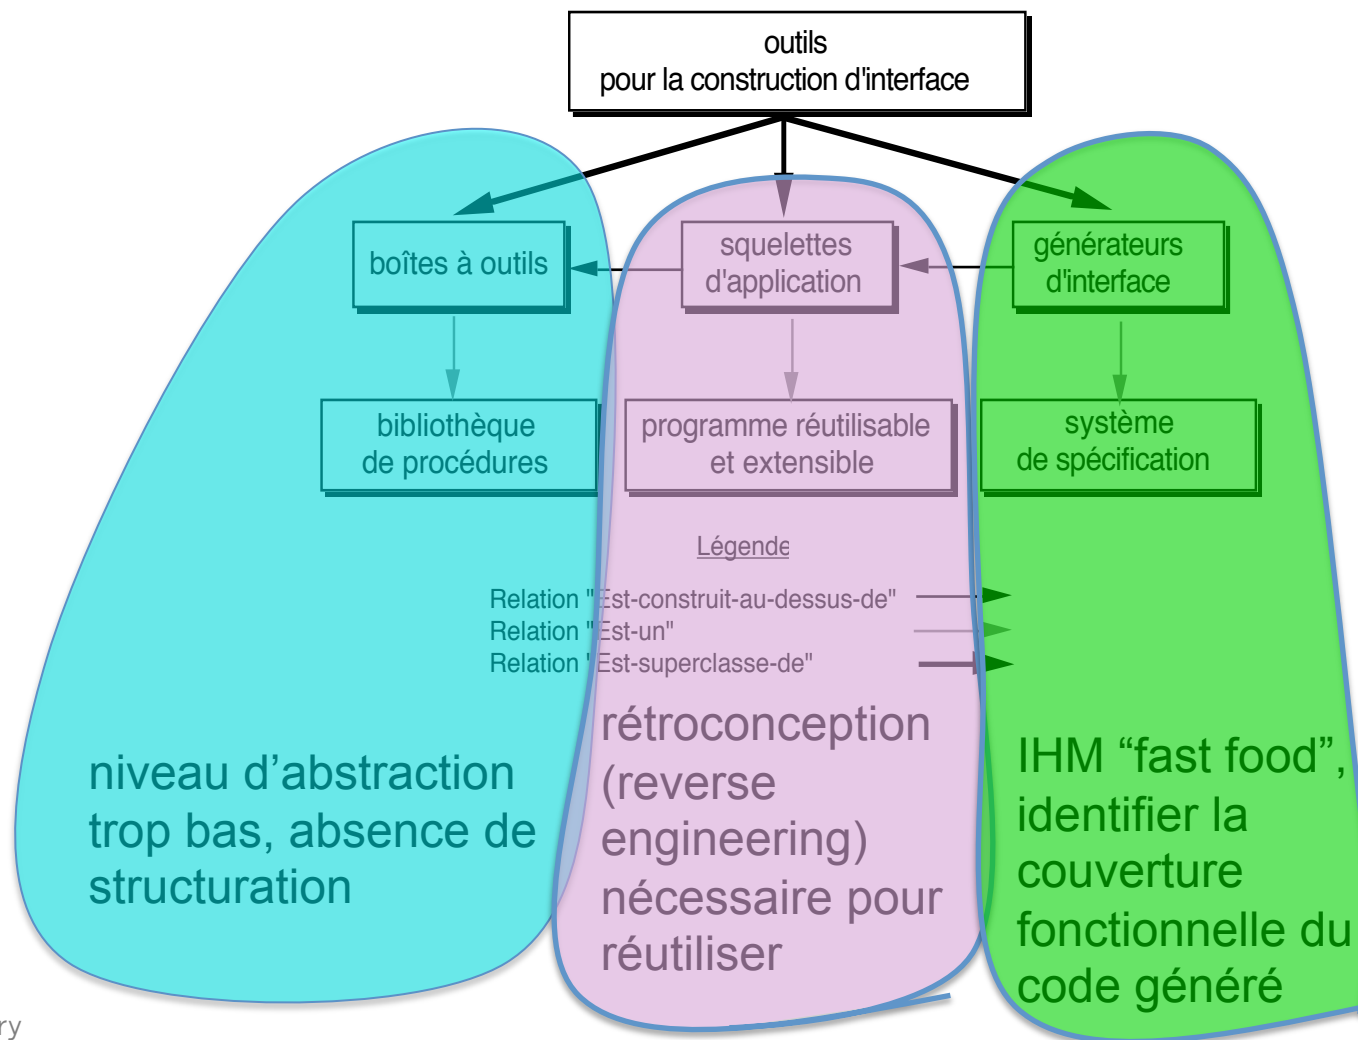 outils
pour la construction d'interface
boîtes à outils
squelettes
d'application
générateurs
d'interface
bibliothèque
de procédures
programme réutilisable
et extensible
système
de spécification
Légende
Relation "Est-construit-au-dessus-de"
Relation "Est-un"
Relation "Est-superclasse-de"
niveau d’abstraction
trop bas, absence de
structuration
rétroconception
(reverse
engineering)
nécessaire pour
réutiliser
IHM “fast food”,
identifier la
couverture
fonctionnelle du
code généré
ry